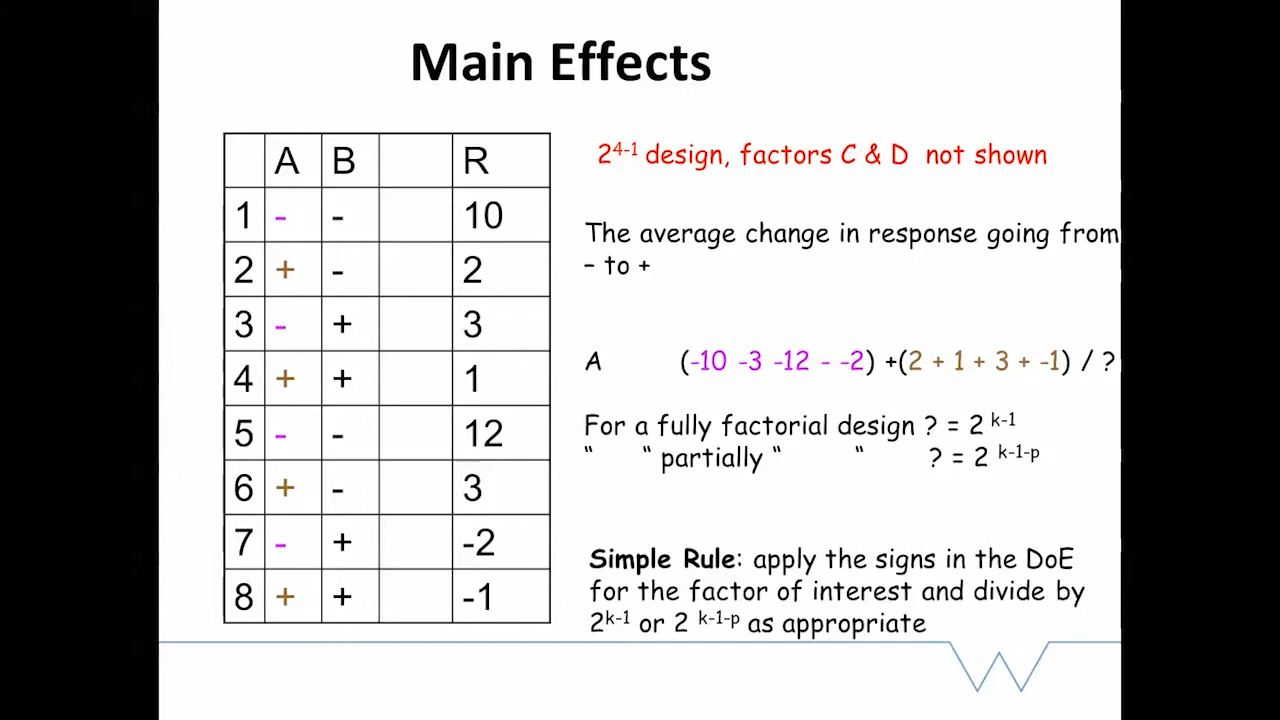 Main Effects
A B R
1 - - 10
2 + - 2
3 - + 3
4 + + 1
5 - - 12
6 + - 3
7 - + -2
8 + + -1
2⁴⁻¹ design, factors C & D not shown
The average change in response going from
– to +
A (-10 -3 -12 - -2) +(2 + 1 + 3 + -1) / ?
For a fully factorial design ? = 2 ᵏ⁻¹
“ “ partially “ “ ? = 2 ᵏ⁻¹⁻ᵖ
Simple Rule: apply the signs in the DoE
for the factor of interest and divide by
2ᵏ⁻¹ or 2 ᵏ⁻¹⁻ᵖ as appropriate